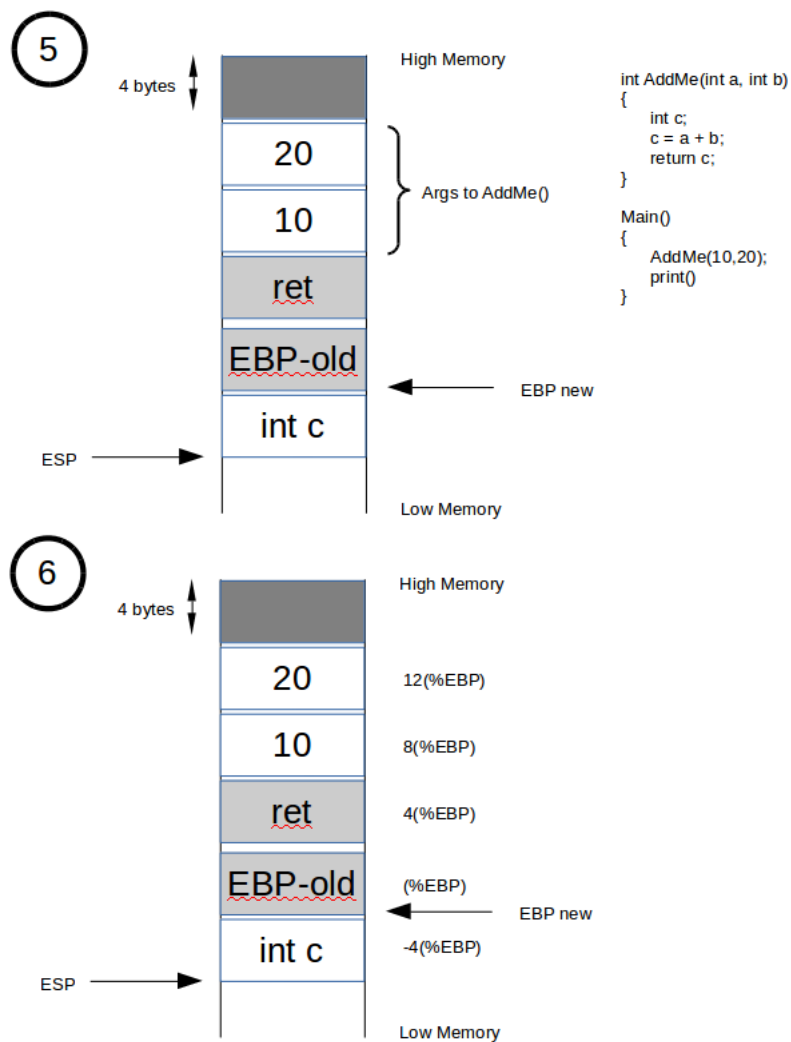 5
High Memory
4 bytes
20
10
Args to AddMe()
ret
EBP-old
EBP new
int c
ESP
Low Memory
int AddMe(int a, int b)
{
int c;
c = a + b;
return c;
}
Main()
{
AddMe(10,20);
print()
}
6
High Memory
4 bytes
20
12(%EBP)
10
8(%EBP)
ret
4(%EBP)
EBP-old
(%EBP)
EBP new
int c
-4(%EBP)
ESP
Low Memory